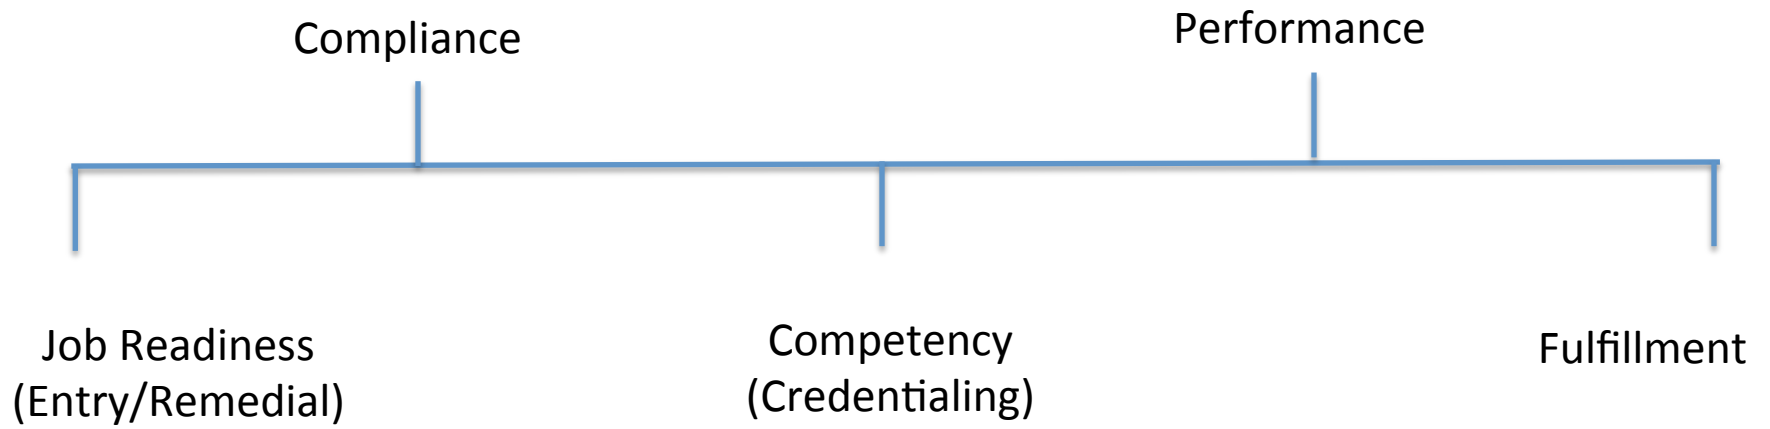 Compliance
Performance
Job Readiness
(Entry/Remedial)
Competency
(Credentialing)
Fulfillment